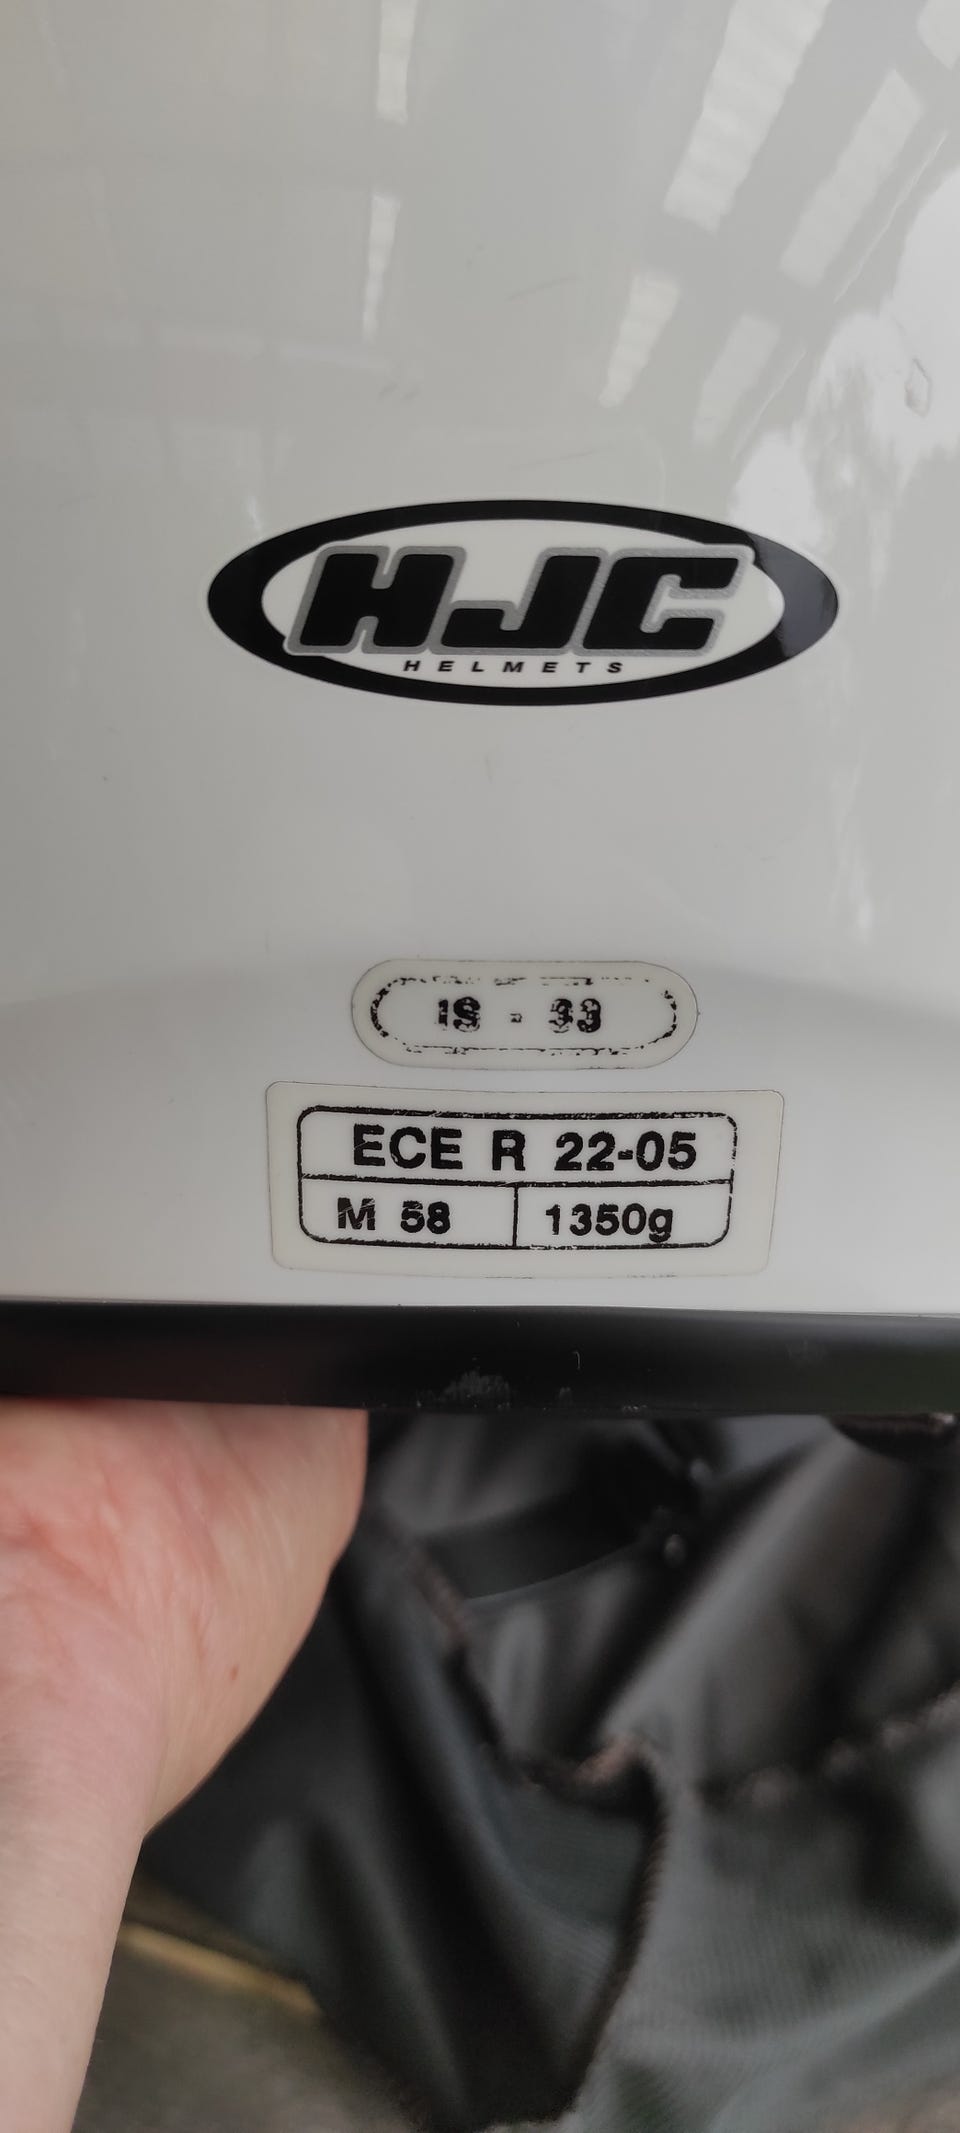 HJC
HELMETS
IS - 33
ECE R 22-05
M 58
1350g